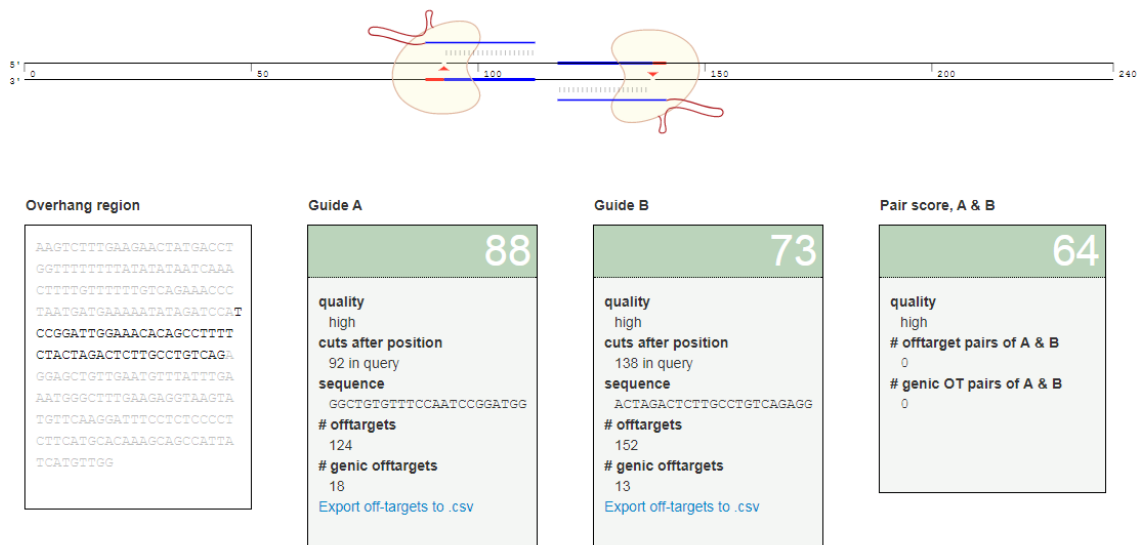 5'
3'
0
50
100
150
200
240
Overhang region
AAGTCTTTGAAGAACTATGACCT
GGTTTTTTTTATATATAATCAAA
CTTTTGTTTTTTGTCAGAAACCC
TAATGATGAAAAATATAGATCCAT
CCGGATTGGAAACACAGCCTTTT
CTACTAGACTCTTGCCTGTCAGA
GGAGCTGTTGAATGTTTATTTGA
AATGGGCTTTGAAGAGGTAAGTA
TGTTCAAGGATTTCCTCTCCCCT
CTTCATGCACAAAGCAGCCATTA
TCATGTTGG
Guide A
88
quality
high
cuts after position
92 in query
sequence
GGCTGTGTTTCCAATCCGGATGG
# offtargets
124
# genic offtargets
18
Export off-targets to .csv
Guide B
73
quality
high
cuts after position
138 in query
sequence
ACTAGACTCTTGCCTGTCAGAGG
# offtargets
152
# genic offtargets
13
Export off-targets to .csv
Pair score, A & B
64
quality
high
# offtarget pairs of A & B
0
# genic OT pairs of A & B
0